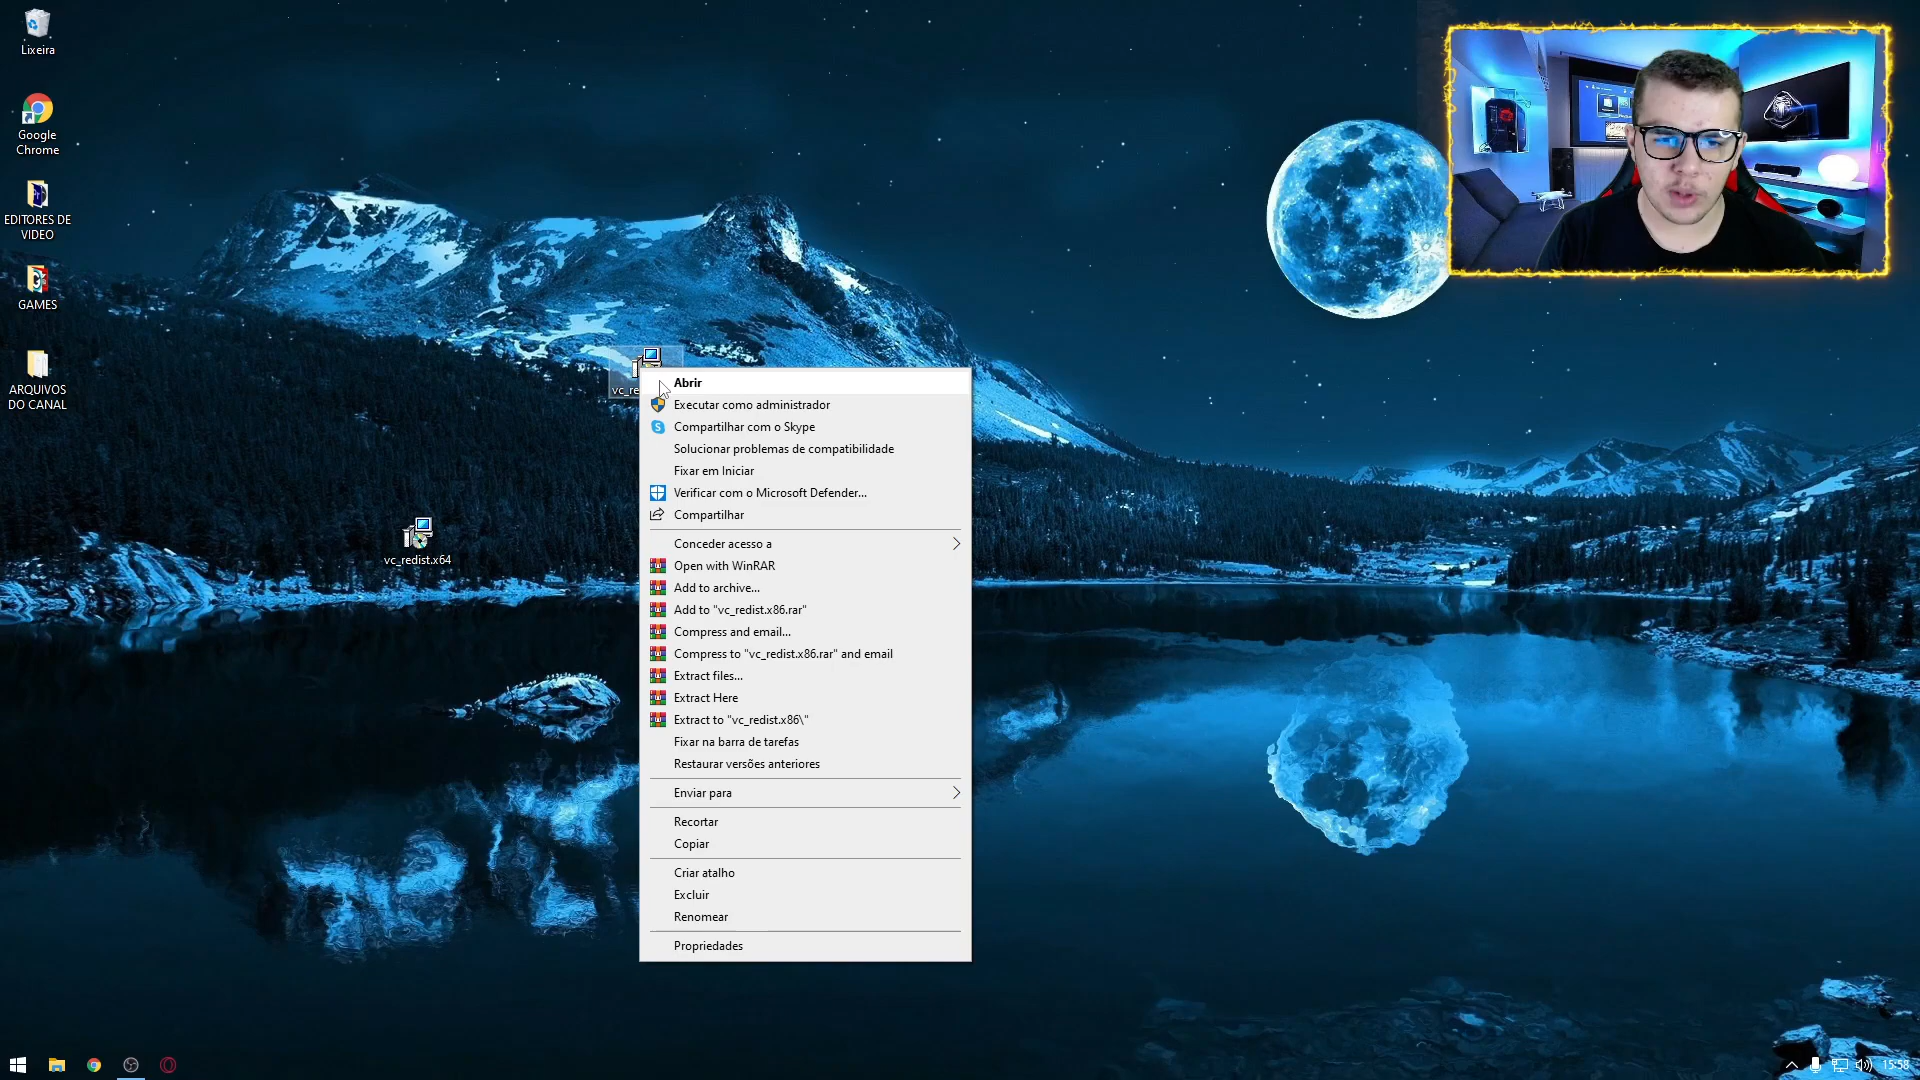 Lixeira
Google
Chrome
EDITORES DE
VIDEO
GAMES
ARQUIVOS
DO CANAL
vc_redist.x64
Abrir
Executar como administrador
Compartilhar com o Skype
Solucionar problemas de compatibilidade
Fixar em Iniciar
Verificar com o Microsoft Defender...
Compartilhar
Conceder acesso a
Open with WinRAR
Add to archive...
Add to "vc_redist.x86.rar"
Compress and email...
Compress to "vc_redist.x86.rar" and email
Extract files...
Extract Here
Extract to "vc_redist.x86\"
Fixar na barra de tarefas
Restaurar versões anteriores
Enviar para
Recortar
Copiar
Criar atalho
Excluir
Renomear
Propriedades
15:58